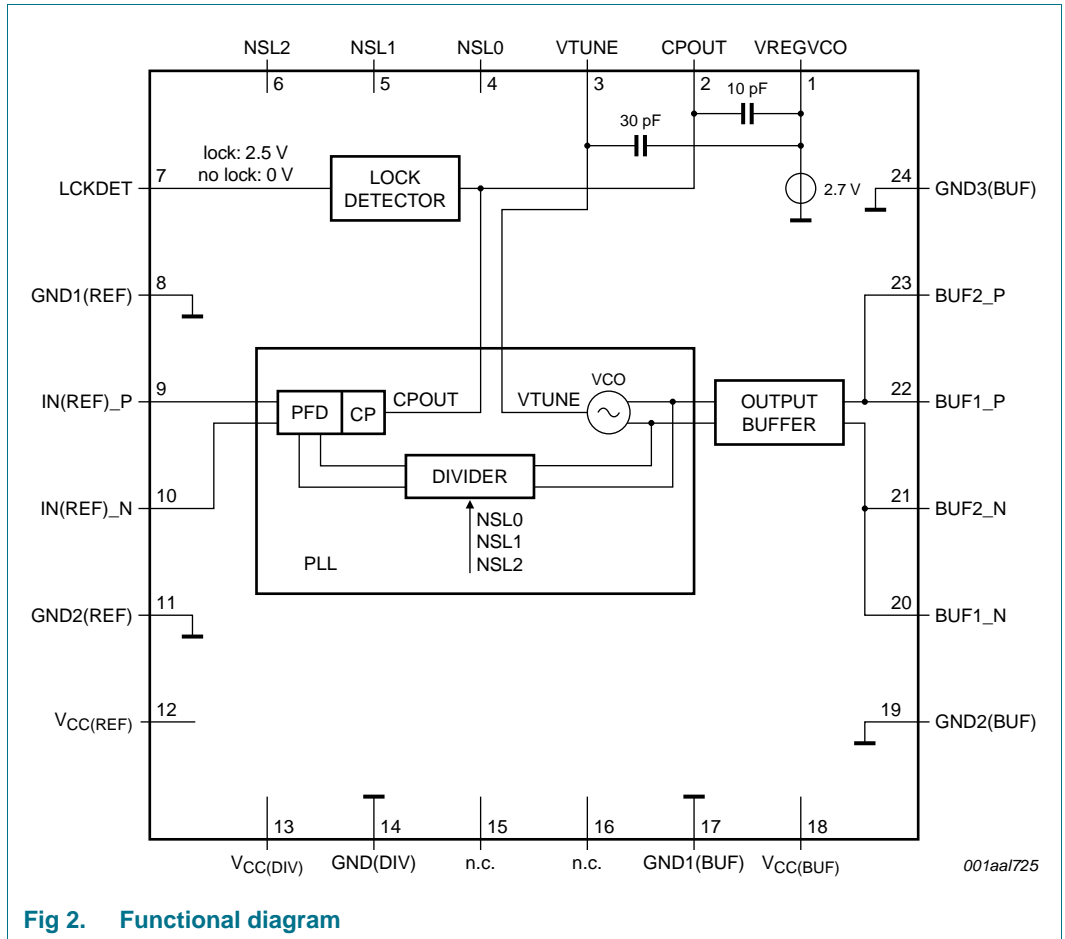 NSL2 NSL1 NSL0 VTUNE CPOUT VREGVCO
6 5 4 3 2 1
10 pF
30 pF
lock: 2.5 V
no lock: 0 V
LCKDET 7
LOCK
DETECTOR
2.7 V
24 GND3(BUF)
GND1(REF) 8
23 BUF2_P
IN(REF)_P 9
PFD CP CPOUT
VTUNE VCO
OUTPUT
BUFFER
22 BUF1_P
DIVIDER
IN(REF)_N 10
21 BUF2_N
NSL0
NSL1
NSL2
PLL
GND2(REF) 11
20 BUF1_N
VCC(REF) 12
19 GND2(BUF)
13 14 15 16 17 18
VCC(DIV) GND(DIV) n.c. n.c. GND1(BUF) VCC(BUF)
001aal725
Fig 2. Functional diagram